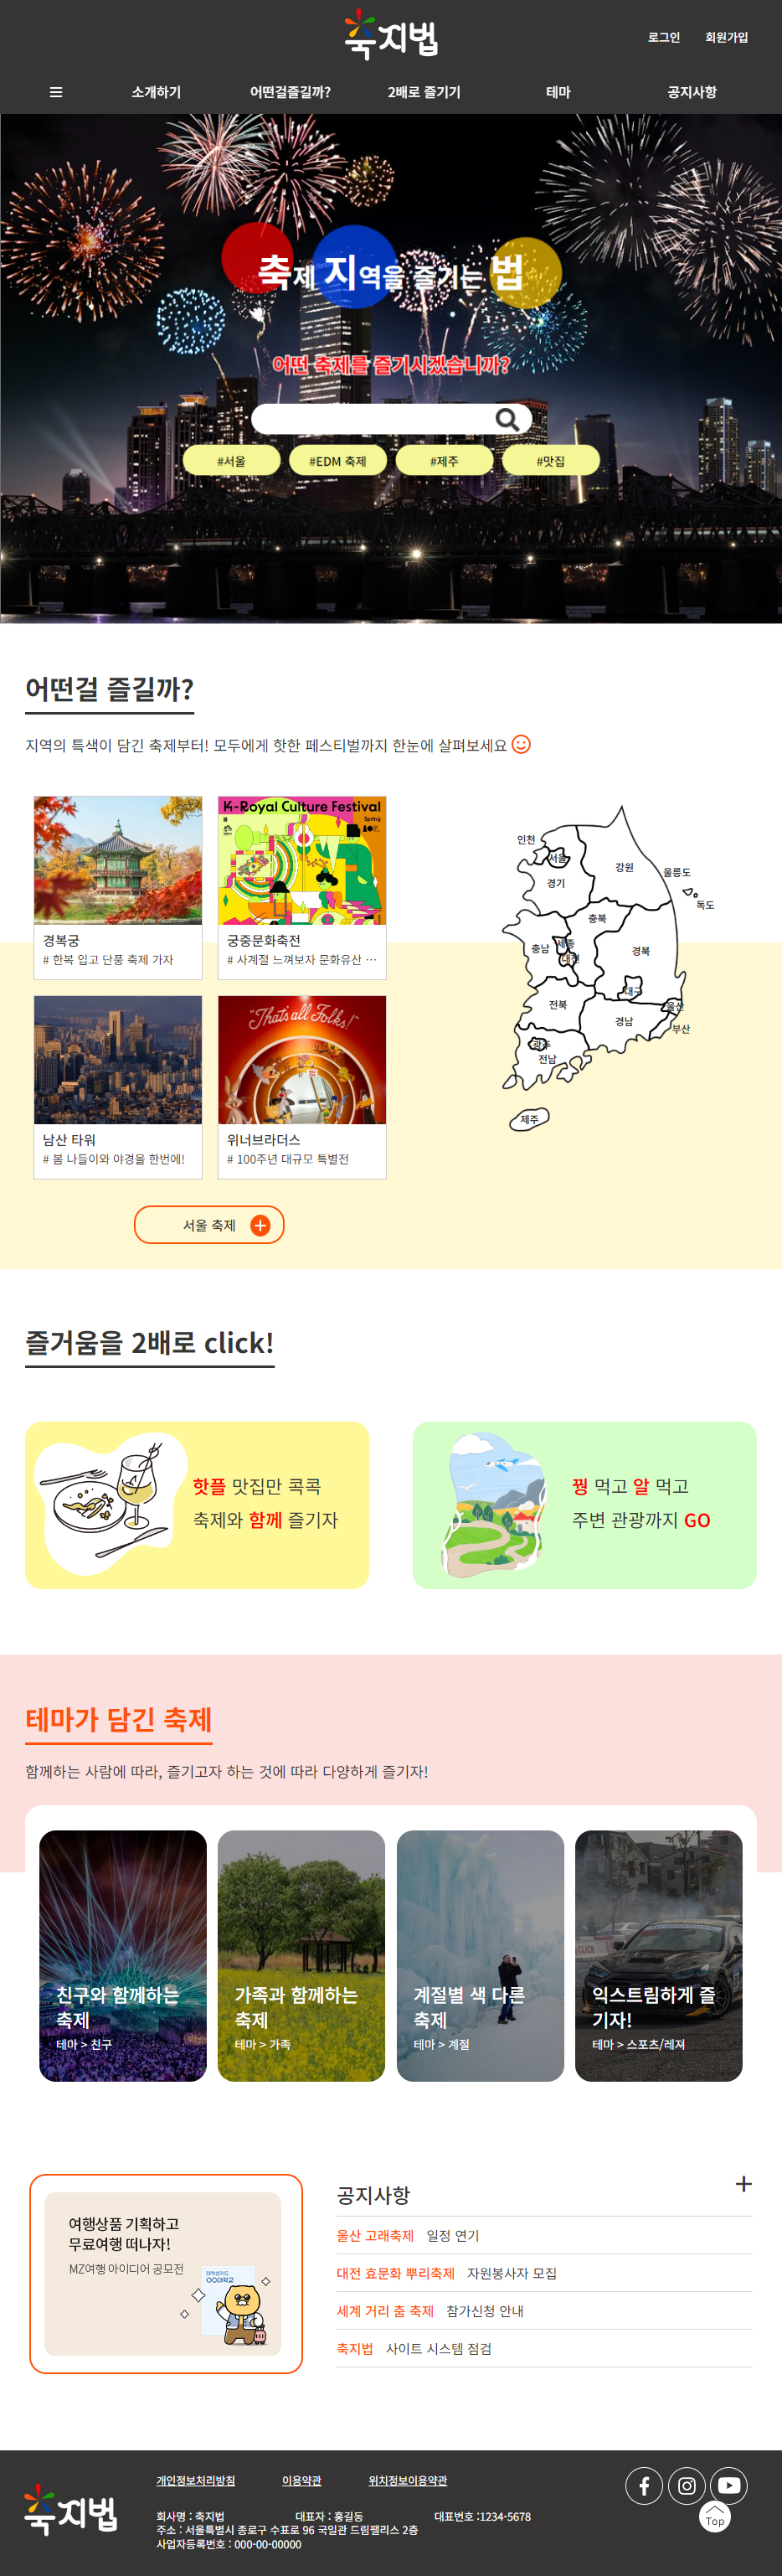 축지법
로그인 회원가입
소개하기 어떤걸즐길까? 2배로 즐기기 테마 공지사항
축제 지역을 즐기는 법
어떤 축제를 즐기시겠습니까?
#서울 #EDM 축제 #제주 #맛집
어떤걸 즐길까?
지역의 특색이 담긴 축제부터! 모두에게 핫한 페스티벌까지 한눈에 살펴보세요
K-Royal Culture Festival
Spring
경복궁
# 한복 입고 단풍 축제 가자
궁중문화축전
# 사계절 느껴보자 문화유산 …
"That's all Folks!"
남산 타워
# 봄 나들이와 야경을 한번에!
위너브라더스
# 100주년 대규모 특별전
서울 축제
인천
서울
강원
울릉도
경기
독도
충북
세종
충남
경북
대전
대구
전북
울산
경남
부산
광주
전남
제주
즐거움을 2배로 click!
핫플 맛집만 콕콕
축제와 함께 즐기자
꿩 먹고 알 먹고
주변 관광까지 GO
테마가 담긴 축제
함께하는 사람에 따라, 즐기고자 하는 것에 따라 다양하게 즐기자!
친구와 함께하는
축제
테마 > 친구
가족과 함께하는
축제
테마 > 가족
계절별 색 다른
축제
테마 > 계절
CLICK
익스트림하게 즐
기자!
테마 > 스포츠/레져
여행상품 기획하고
무료여행 떠나자!
MZ여행 아이디어 공모전
OO대학교
공지사항
울산 고래축제 일정 연기
대전 효문화 뿌리축제 자원봉사자 모집
세계 거리 춤 축제 참가신청 안내
축지법 사이트 시스템 점검
축지법
개인정보처리방침 이용약관 위치정보이용약관
회사명 : 축지법 대표자 : 홍길동 대표번호 :1234-5678
주소 : 서울특별시 종로구 수표로 96 국일관 드림팰리스 2층
사업자등록번호 : 000-00-00000
Top